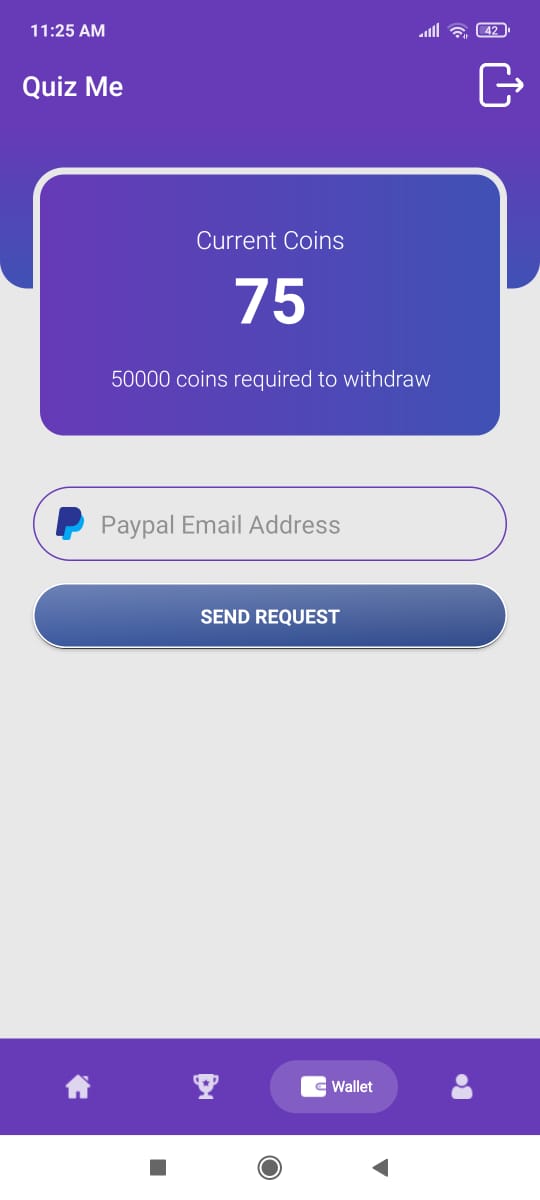 11:25 AM
42
Quiz Me
Current Coins
75
50000 coins required to withdraw
Paypal Email Address
SEND REQUEST
Wallet